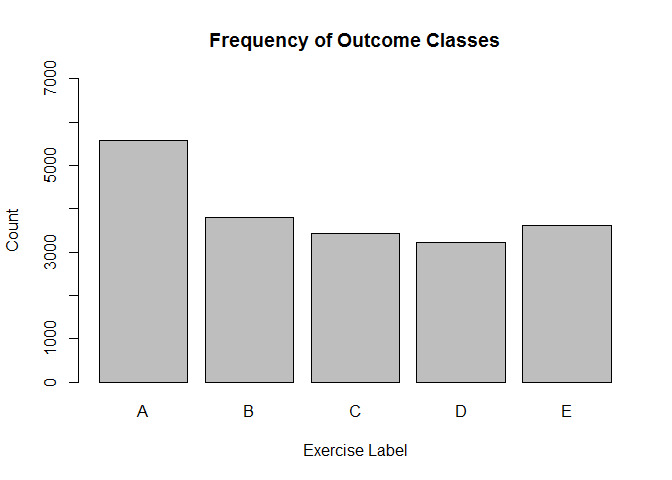 Frequency of Outcome Classes
7000
5000
3000
1000
0
Count
A B C D E
Exercise Label